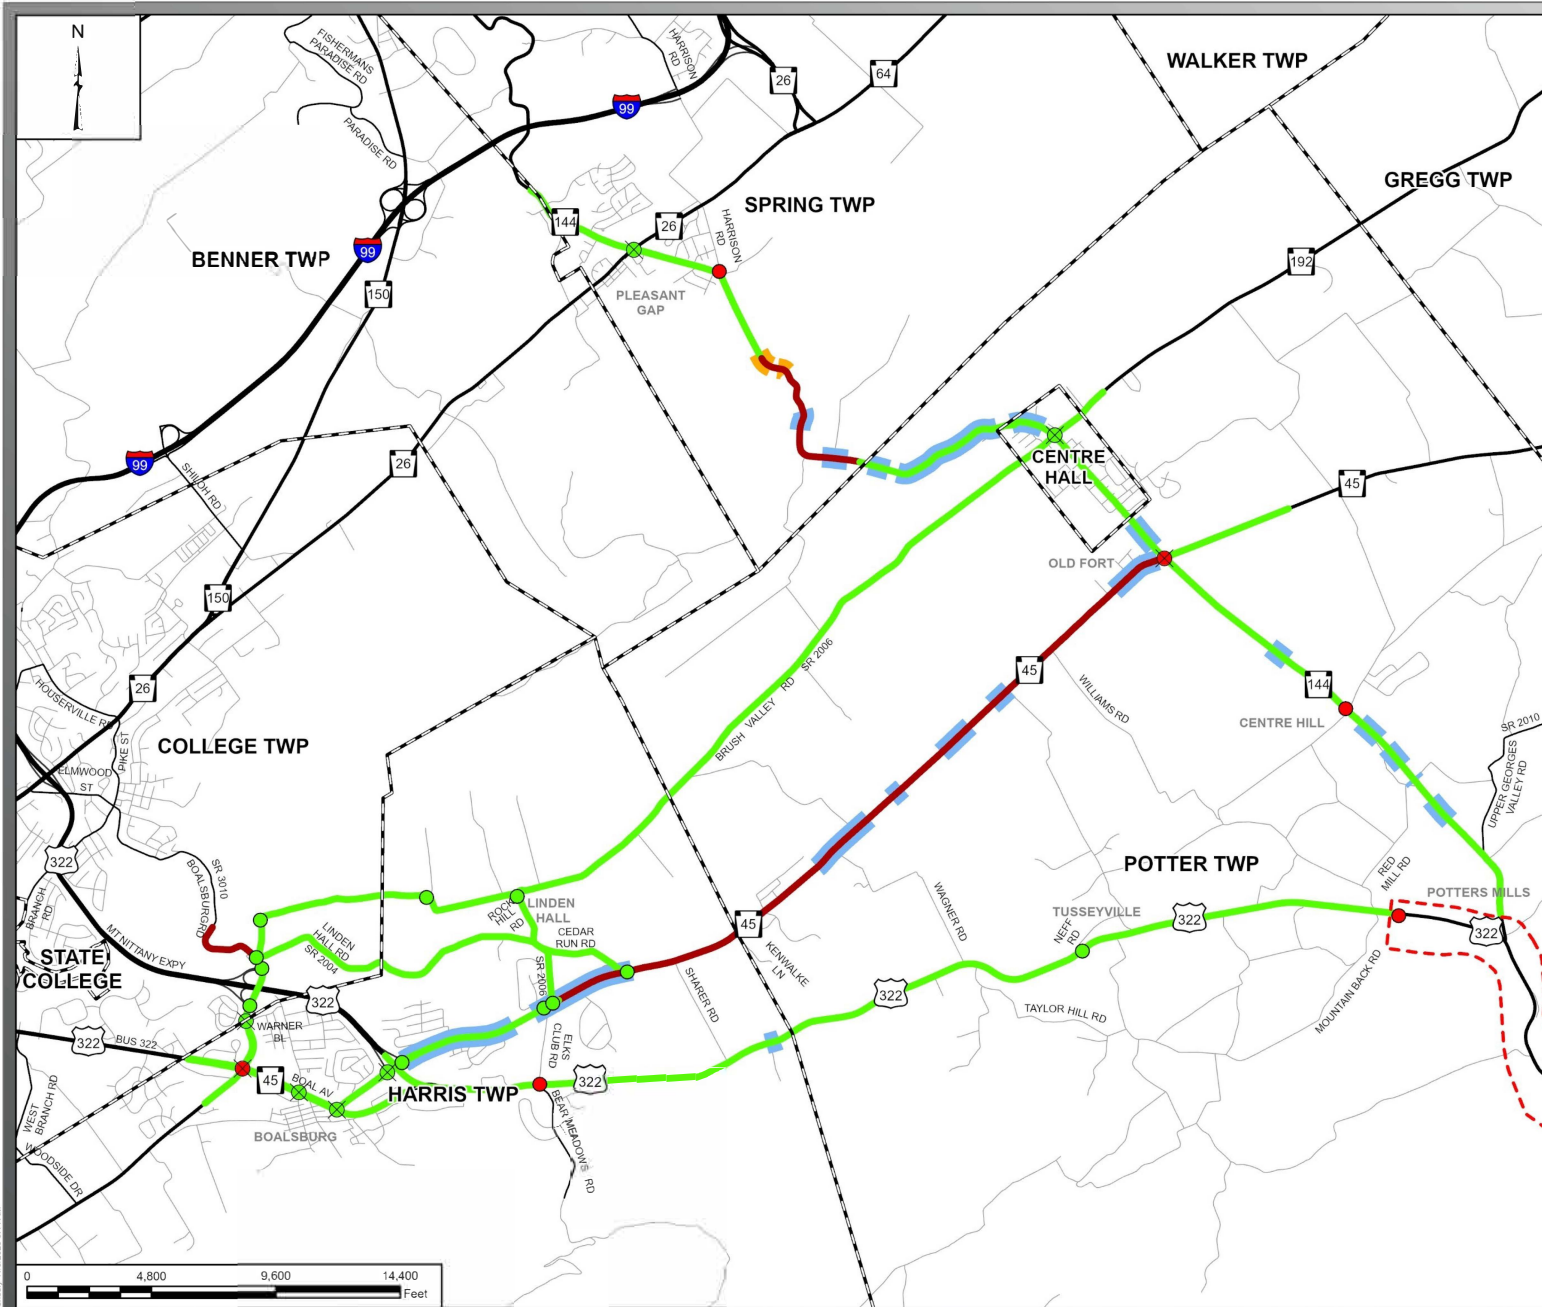 N
FISHERMANS
PARADISE RD
HARRISON
RD
26
64
WALKER TWP
99
PARADISE RD
GREGG TWP
SPRING TWP
144
26
HARRISON
RD
BENNER TWP
99
192
150
PLEASANT
GAP
99
26
CENTRE
HALL
SHILOH RD
45
OLD FORT
150
BRUSH VALLEY RD SR 2006
45
WILLIAMS RD
144
26
HOUSERVILLE RD
CENTRE HILL
SR 2010
COLLEGE TWP
PIKE ST
ELMWOOD
ST
UPPER GEORGES
VALLEY RD
322
SR 3010
BOALSBURG RD
POTTER TWP
RED
MILL RD
POTTERS MILLS
BRANCH
RD
ROCK
HILL
RD
LINDEN
HALL
WAGNER RD
TUSSEYVILLE
322
NEFF
RD
LINDEN
HALL RD
SR 2004
CEDAR
RUN RD
45
322
MT NITTANY EXPY
STATE
COLLEGE
SR 2006
KENWALKE
LN
SHARER RD
MOUNTAIN BACK RD
322
322
TAYLOR HILL RD
WARNER
BL
322
BUS 322
ELKS
CLUB RD
45
BOAL AV
HARRIS TWP
322
WEST
BRANCH RD
BOALSBURG
BEAR MEADOWS RD
WOODSIDE DR
0
4,800
9,600
14,400
Feet